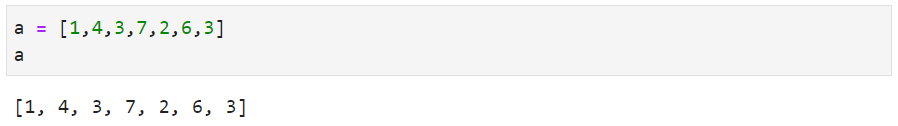 a = [1,4,3,7,2,6,3]
a
[1, 4, 3, 7, 2, 6, 3]